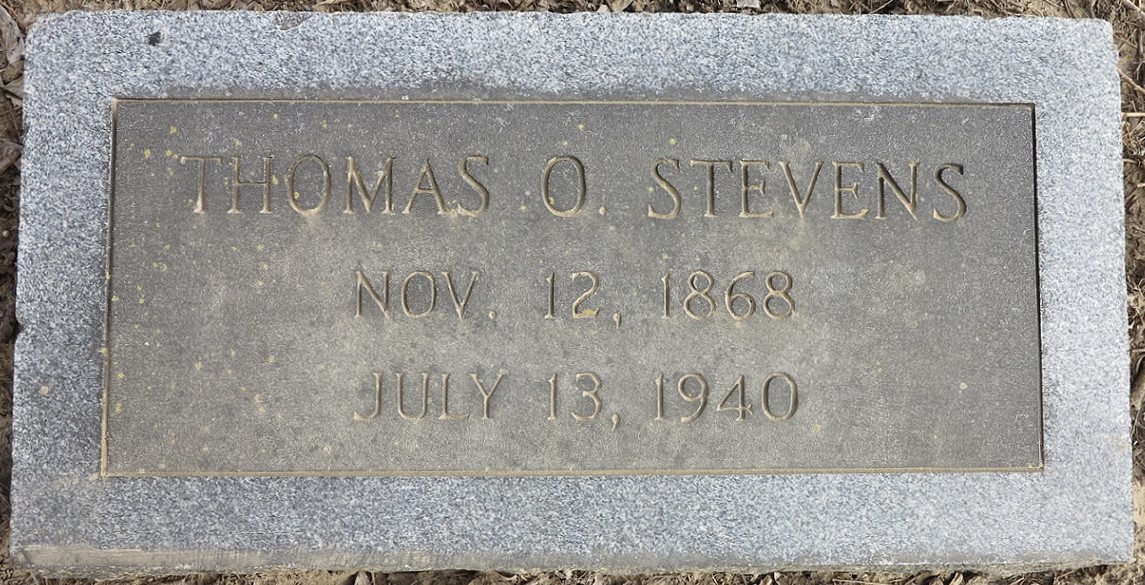 THOMAS O. STEVENS
NOV. 12, 1868
JULY 13, 1940